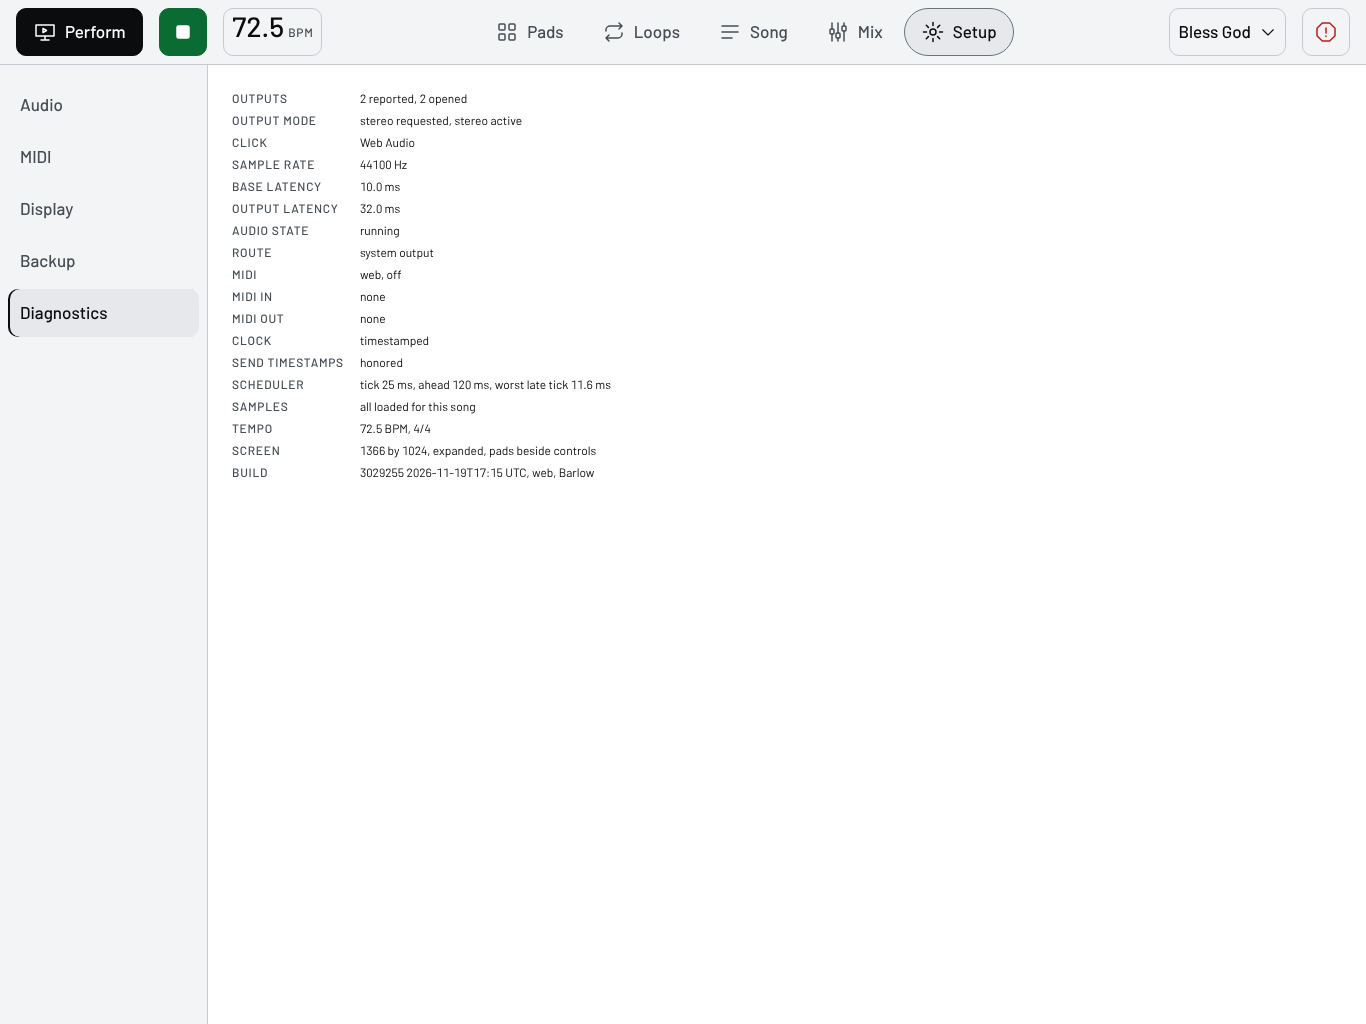 Perform
72.5 BPM
Pads
Loops
Song
Mix
Setup
Bless God
Audio
MIDI
Display
Backup
Diagnostics
OUTPUTS 2 reported, 2 opened
OUTPUT MODE stereo requested, stereo active
CLICK Web Audio
SAMPLE RATE 44100 Hz
BASE LATENCY 10.0 ms
OUTPUT LATENCY 32.0 ms
AUDIO STATE running
ROUTE system output
MIDI web, off
MIDI IN none
MIDI OUT none
CLOCK timestamped
SEND TIMESTAMPS honored
SCHEDULER tick 25 ms, ahead 120 ms, worst late tick 11.6 ms
SAMPLES all loaded for this song
TEMPO 72.5 BPM, 4/4
SCREEN 1366 by 1024, expanded, pads beside controls
BUILD 3029255 2026-11-19T17:15 UTC, web, Barlow